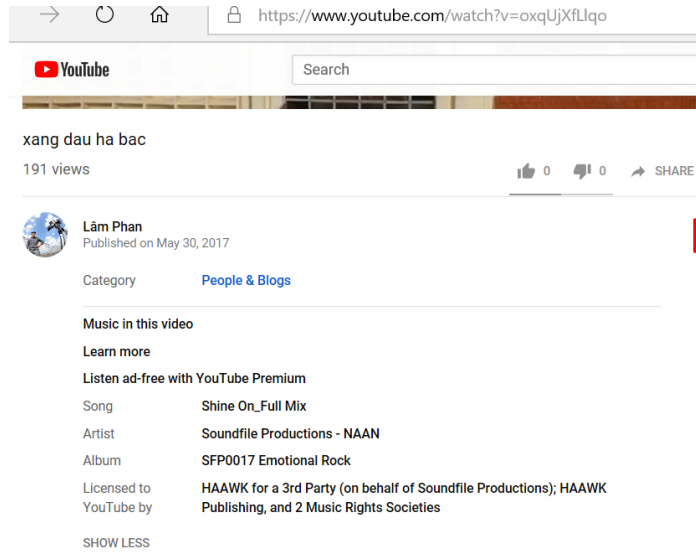 https://www.youtube.com/watch?v=oxqUjXfLlqo
YouTube
Search
xang dau ha bac
191 views
0 0 SHARE
Lâm Phan
Published on May 30, 2017
Category People & Blogs
Music in this video
Learn more
Listen ad-free with YouTube Premium
Song Shine On_Full Mix
Artist Soundfile Productions - NAAN
Album SFP0017 Emotional Rock
Licensed to HAAWK for a 3rd Party (on behalf of Soundfile Productions); HAAWK
YouTube by Publishing, and 2 Music Rights Societies
SHOW LESS